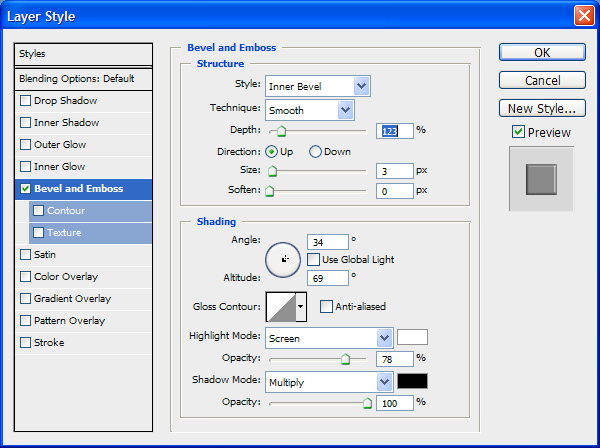 Layer Style
Styles
Blending Options: Default
Drop Shadow
Inner Shadow
Outer Glow
Inner Glow
Bevel and Emboss
Contour
Texture
Satin
Color Overlay
Gradient Overlay
Pattern Overlay
Stroke
Bevel and Emboss
Structure
Style: Inner Bevel
Technique: Smooth
Depth: 123 %
Direction: Up Down
Size: 3 px
Soften: 0 px
Shading
Angle: 34 °
Use Global Light
Altitude: 69 °
Gloss Contour: Anti-aliased
Highlight Mode: Screen
Opacity: 78 %
Shadow Mode: Multiply
Opacity: 100 %
OK
Cancel
New Style...
Preview